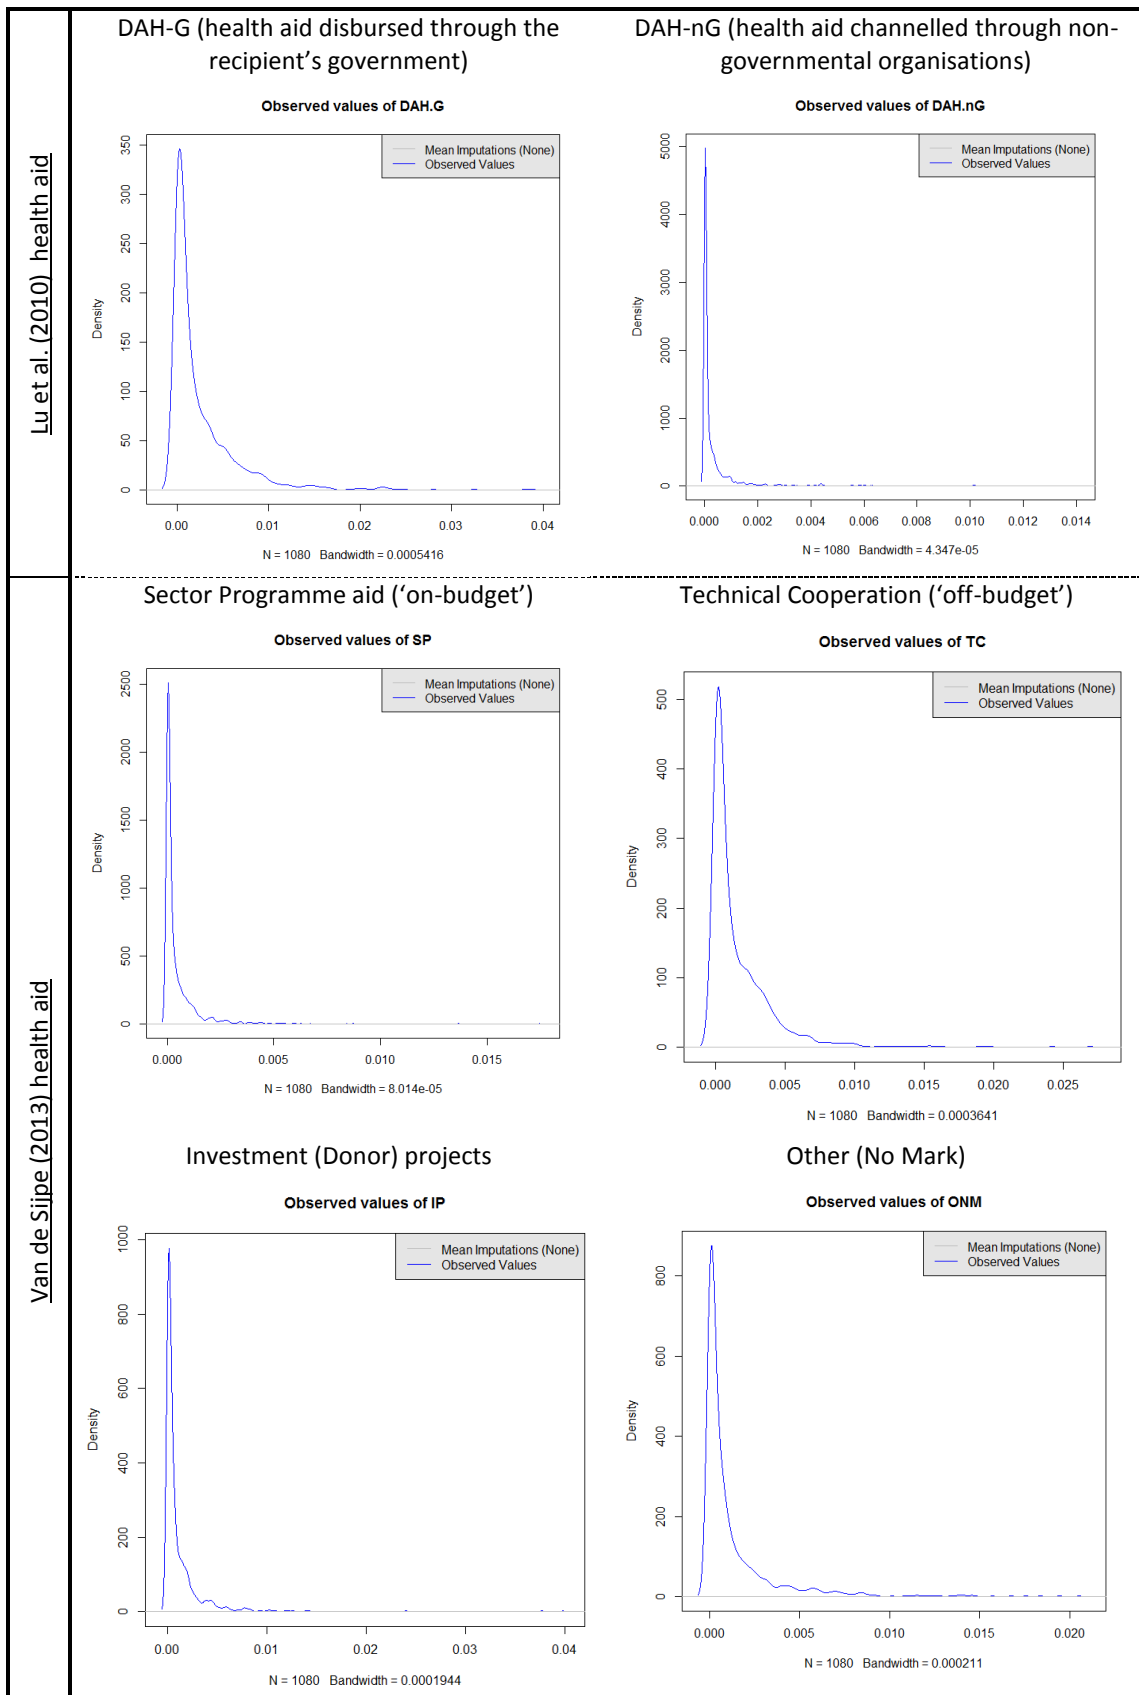 DAH-G (health aid disbursed through the
recipient's government)
DAH-nG (health aid channelled through non-
governmental organisations)
Lu et al. (2010) health aid
Observed values of DAH.G
Mean Imputations (None)
Observed Values
Density
0 50 100 150 200 250 300 350
0.00 0.01 0.02 0.03 0.04
N = 1080 Bandwidth = 0.0005416
Observed values of DAH.nG
Mean Imputations (None)
Observed Values
Density
0 1000 2000 3000 4000 5000
0.000 0.002 0.004 0.006 0.008 0.010 0.012 0.014
N = 1080 Bandwidth = 4.347e-05
Van de Sijpe (2013) health aid
Sector Programme aid (‘on-budget’)
Observed values of SP
Mean Imputations (None)
Observed Values
Density
0 500 1000 1500 2000 2500
0.000 0.005 0.010 0.015
N = 1080 Bandwidth = 8.014e-05
Technical Cooperation (‘off-budget’)
Observed values of TC
Mean Imputations (None)
Observed Values
Density
0 100 200 300 400 500
0.000 0.005 0.010 0.015 0.020 0.025
N = 1080 Bandwidth = 0.0003641
Investment (Donor) projects
Observed values of IP
Mean Imputations (None)
Observed Values
Density
0 200 400 600 800 1000
0.00 0.01 0.02 0.03 0.04
N = 1080 Bandwidth = 0.0001944
Other (No Mark)
Observed values of ONM
Mean Imputations (None)
Observed Values
Density
0 200 400 600 800
0.000 0.005 0.010 0.015 0.020
N = 1080 Bandwidth = 0.000211